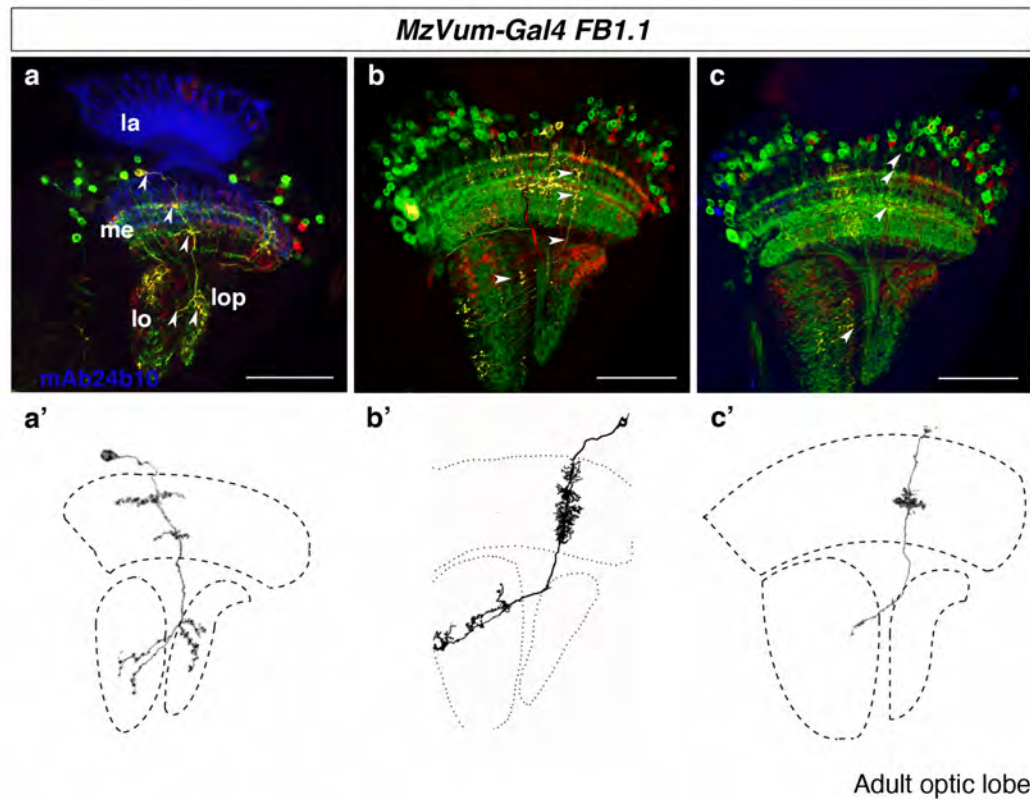 MzVum-Gal4 FB1.1
a
b
c
la
me
lop
lo
mAb24b10
a'
b'
c'
Adult optic lobe